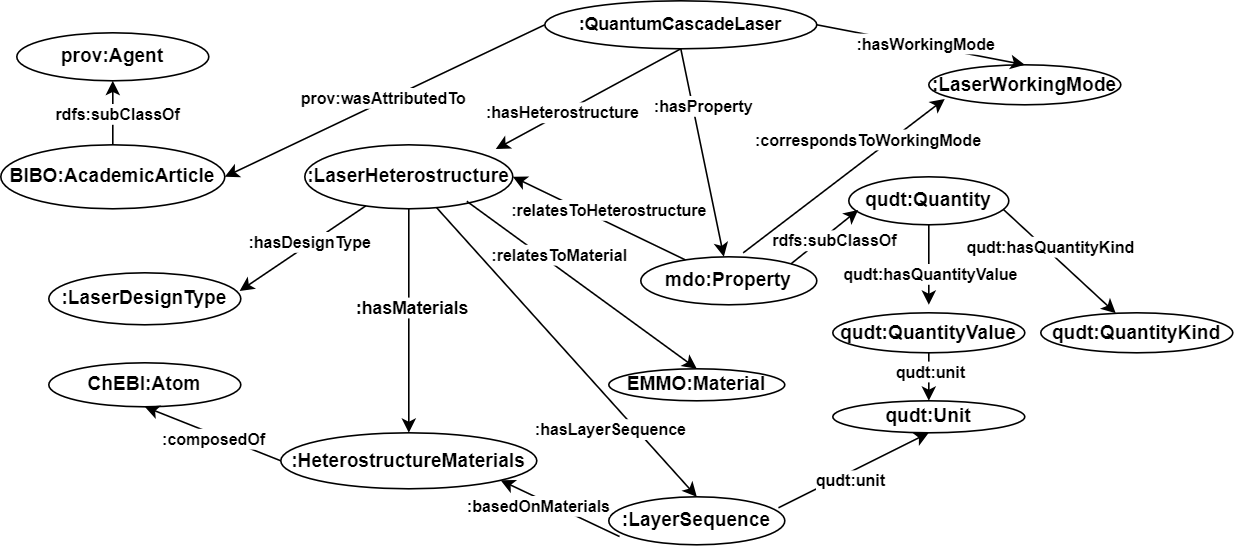 :QuantumCascadeLaser
:hasWorkingMode
prov:Agent
:LaserWorkingMode
prov:wasAttributedTo
:hasProperty
rdfs:subClassOf
:hasHeterostructure
:correspondsToWorkingMode
BIBO:AcademicArticle
:LaserHeterostructure
qudt:Quantity
:relatesToHeterostructure
rdfs:subClassOf
:hasDesignType
qudt:hasQuantityKind
:relatesToMaterial
qudt:hasQuantityValue
mdo:Property
:LaserDesignType
:hasMaterials
qudt:QuantityValue
qudt:QuantityKind
qudt:unit
ChEBI:Atom
EMMO:Material
qudt:Unit
:hasLayerSequence
:composedOf
:HeterostructureMaterials
qudt:unit
:basedOnMaterials
:LayerSequence